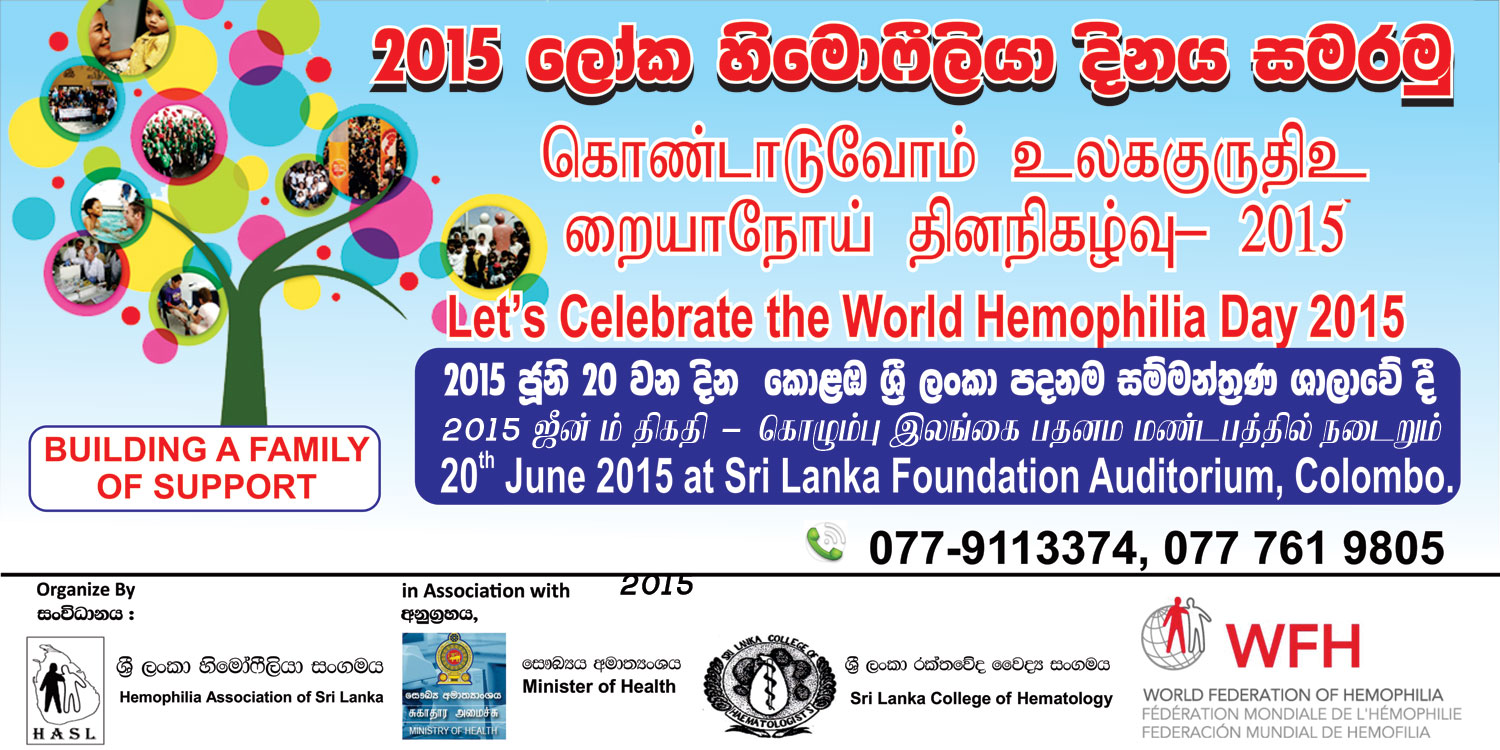 2015 ලෝක හිමොෆීලියා දිනය සමරමු
கொண்டாடுவோம் உலககுருதிஉ
றையாநோய் தினநிகழ்வு– 2015
Let's Celebrate the World Hemophilia Day 2015
2015 ජූනි 20 වන දින කොළඹ ශ්‍රී ලංකා පදනම සම්මන්ත්‍රණ ශාලාවේ දී
2015 ஜீன் ம் திகதி – கொழும்பு இலங்கை பதனம மண்டபத்தில் நடைறும்
20th June 2015 at Sri Lanka Foundation Auditorium, Colombo.
BUILDING A FAMILY
OF SUPPORT
077-9113374, 077 761 9805
Organize By
සංවිධානය :
in Association with
අනුග්‍රහය,
2015
HASL
ශ්‍රී ලංකා හිමෝෆීලියා සංගමය
Hemophilia Association of Sri Lanka
සෞඛ්‍ය අමාත්‍යංශය
சுகாதார அமைச்சு
MINISTRY OF HEALTH
සෞඛ්‍යය අමාත්‍යංශය
Minister of Health
SRI LANKA COLLEGE OF
HAEMATOLOGISTS
ශ්‍රී ලංකා රක්තවේද වෛද්‍ය සංගමය
Sri Lanka College of Hematology
WFH
WORLD FEDERATION OF HEMOPHILIA
FÉDÉRATION MONDIALE DE L'HÉMOPHILIE
FEDERACIÓN MUNDIAL DE HEMOFILIA